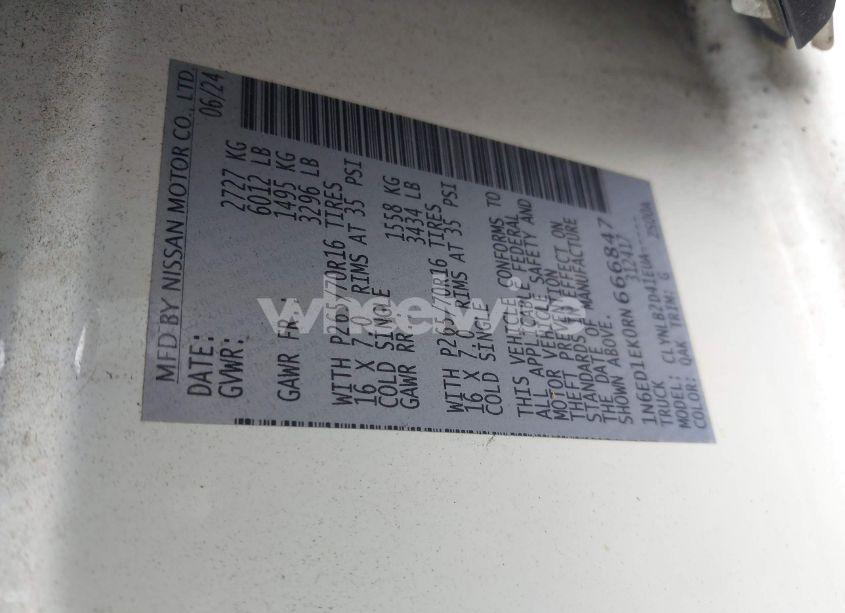 MFD BY NISSAN MOTOR CO., LTD.
DATE: 06/24
GVWR: 2727 KG
6012 LB
GAWR FR: 1495 KG
3296 LB
WITH P265/70R16 TIRES
16 X 7.0 RIMS AT 35 PSI
COLD SINGLE
GAWR RR: 1558 KG
3434 LB
WITH P265/70R16 TIRES
16 X 7.0 RIMS AT 35 PSI
COLD SINGLE
THIS VEHICLE CONFORMS TO
ALL APPLICABLE FEDERAL
MOTOR VEHICLE SAFETY AND
THEFT PREVENTION
STANDARDS IN EFFECT ON
THE DATE OF MANUFACTURE
SHOWN ABOVE.
1N6ED1EK0RN666847
TRUCK 312417
MODEL: CLYNLB2D41EUA-----
COLOR: QAK TRIM: G 2S00A
wheelwire